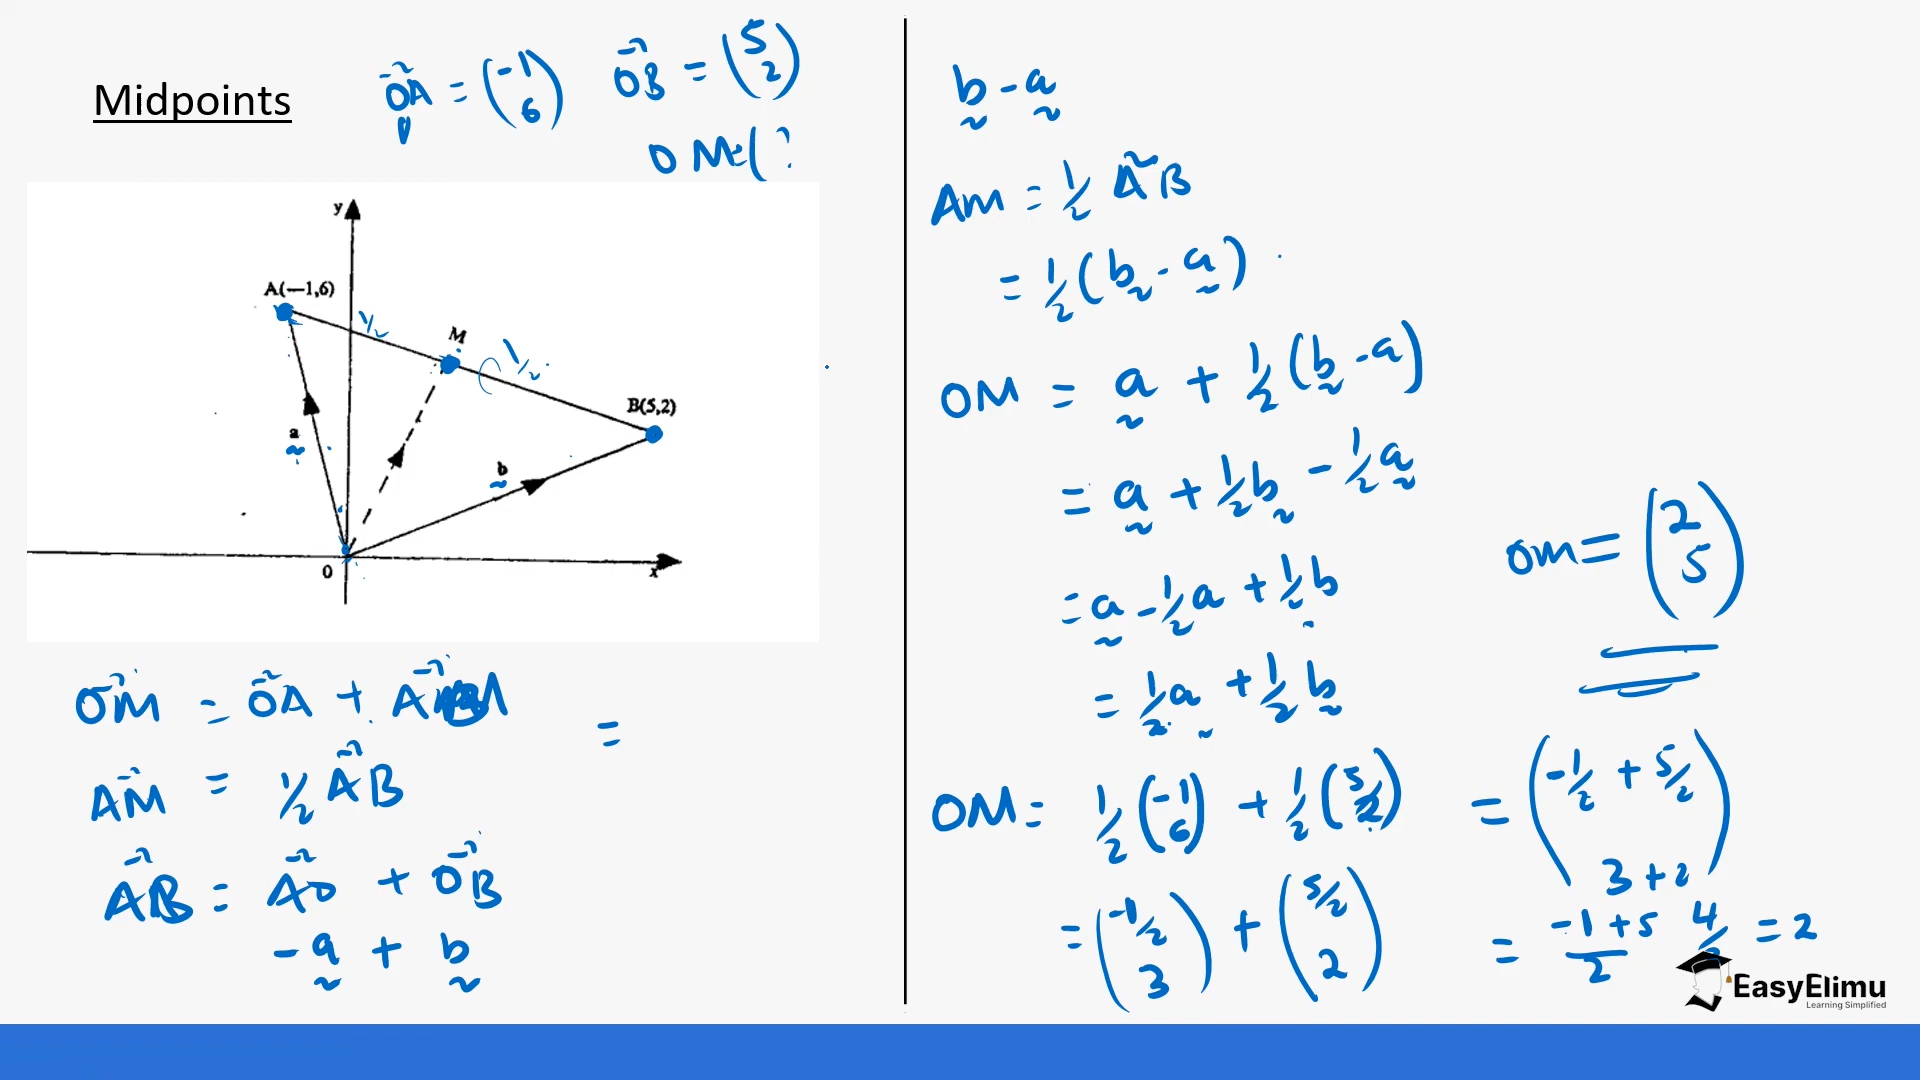 Midpoints
OA = (-1 6) OB = (5 2)
OM = (?
y
A(—1,6)
½
M
½
B(5,2)
a
b
O
x
OM = OA + AM
=
AM = ½ AB
AB = AO + OB
-a + b
b - a
AM = ½ AB
= ½(b - a)
OM = a + ½(b - a)
= a + ½b - ½a
= a - ½a + ½b
= ½a + ½b
OM = ½(-1 6) + ½(5 2)
= (-½ 3) + (5/2 2)
OM = (2 5)
= (-½ + 5/2 3 + 2)
= -1+5/2 4/2 = 2
EasyElimu
Learning Simplified